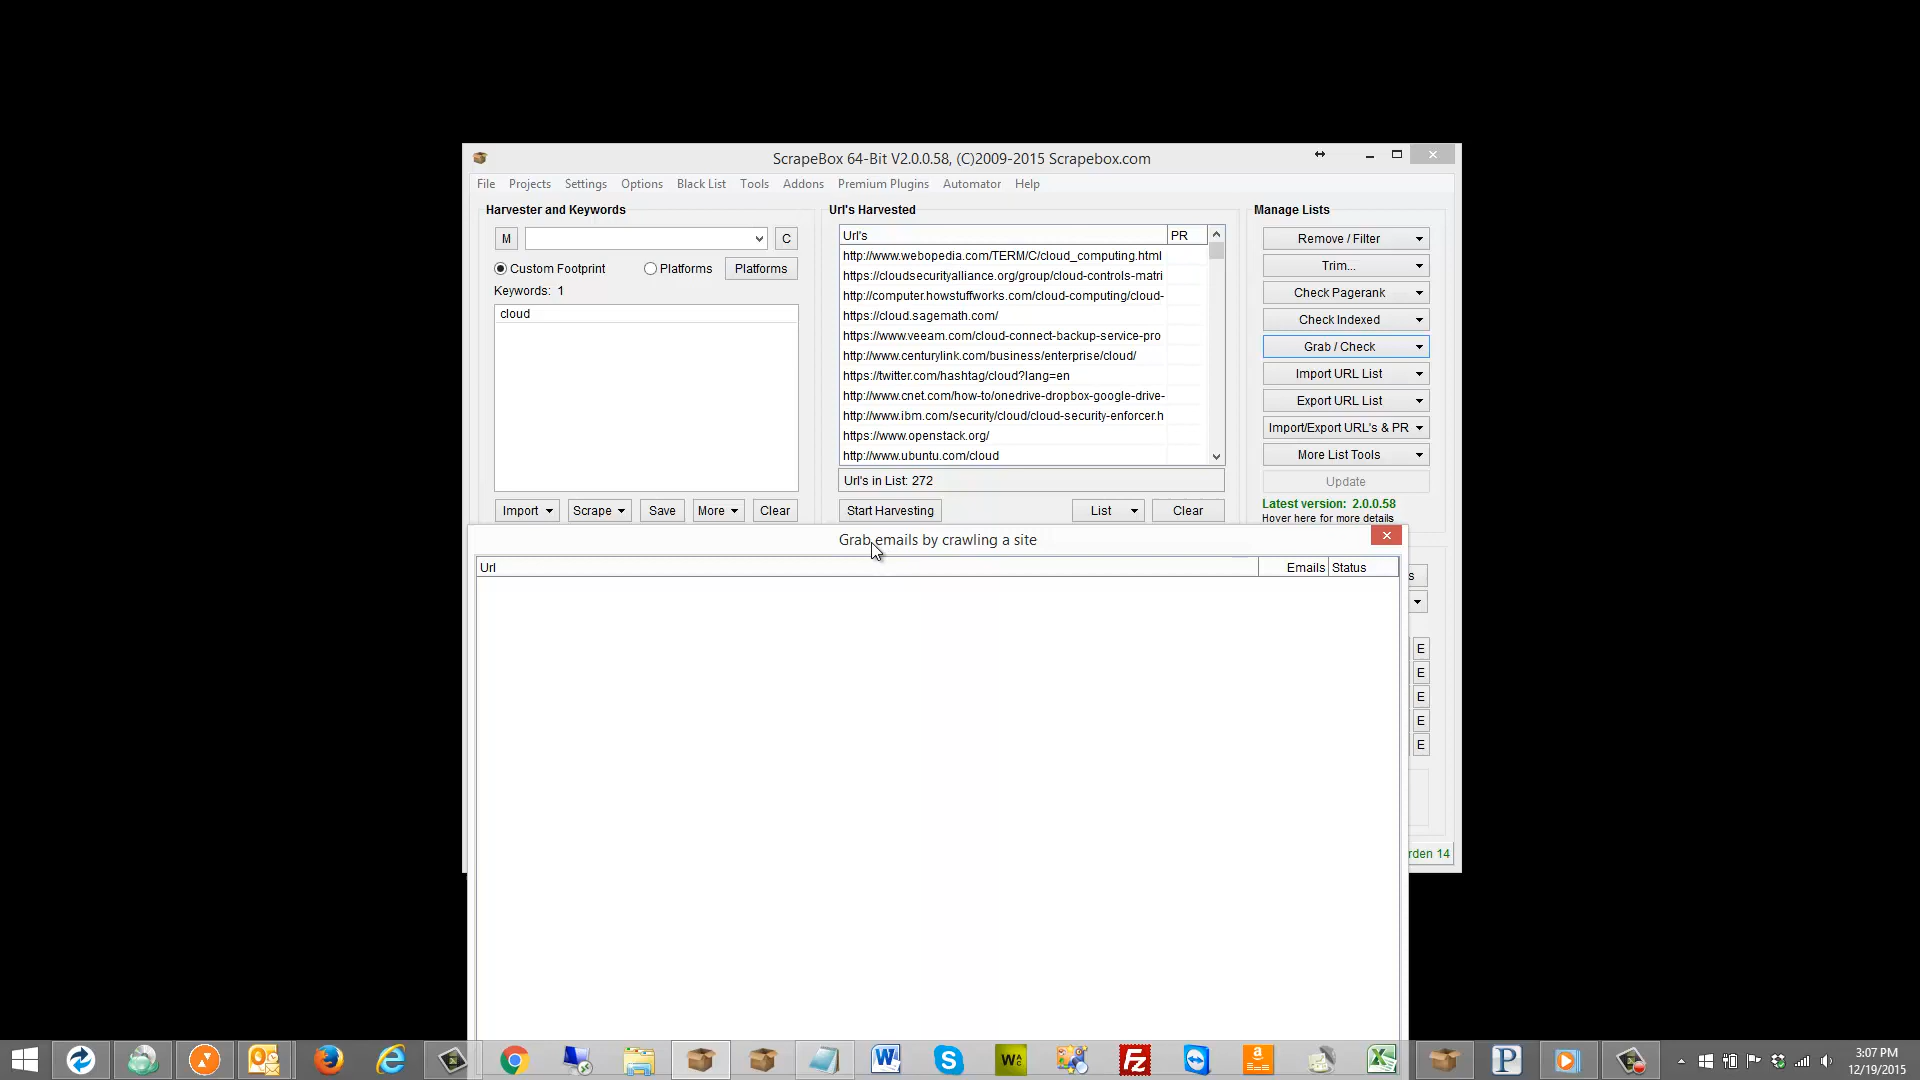 ScrapeBox 64-Bit V2.0.0.58, (C)2009-2015 Scrapebox.com
File Projects Settings Options Black List Tools Addons Premium Plugins Automator Help
Harvester and Keywords
M
C
Custom Footprint
Platforms
Platforms
Keywords: 1
cloud
Import
Scrape
Save
More
Clear
Url's Harvested
Url's PR
http://www.webopedia.com/TERM/C/cloud_computing.html
https://cloudsecurityalliance.org/group/cloud-controls-matri
http://computer.howstuffworks.com/cloud-computing/cloud-
https://cloud.sagemath.com/
https://www.veeam.com/cloud-connect-backup-service-pro
http://www.centurylink.com/business/enterprise/cloud/
https://twitter.com/hashtag/cloud?lang=en
http://www.cnet.com/how-to/onedrive-dropbox-google-drive-
http://www.ibm.com/security/cloud/cloud-security-enforcer.h
https://www.openstack.org/
http://www.ubuntu.com/cloud
Url's in List: 272
Start Harvesting
List
Clear
Manage Lists
Remove / Filter
Trim...
Check Pagerank
Check Indexed
Grab / Check
Import URL List
Export URL List
Import/Export URL's & PR
More List Tools
Update
Latest version: 2.0.0.58
Hover here for more details
Grab emails by crawling a site
Url Emails Status
s
E
E
E
E
E
rden 14
3:07 PM
12/19/2015